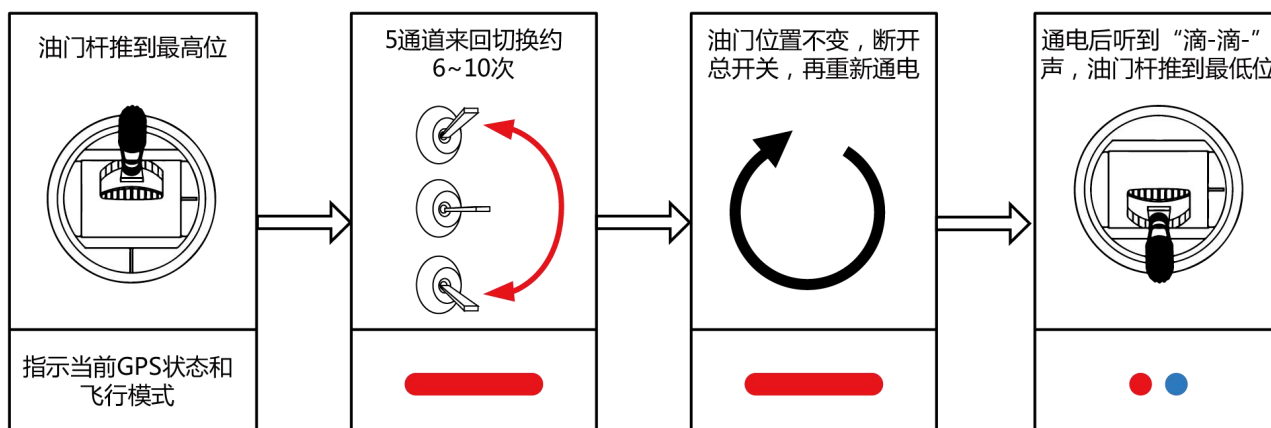 油门杆推到最高位
5通道来回切换约
6~10次
油门位置不变，断开
总开关，再重新通电
通电后听到“滴-滴-”
声，油门杆推到最低位
指示当前GPS状态和
飞行模式